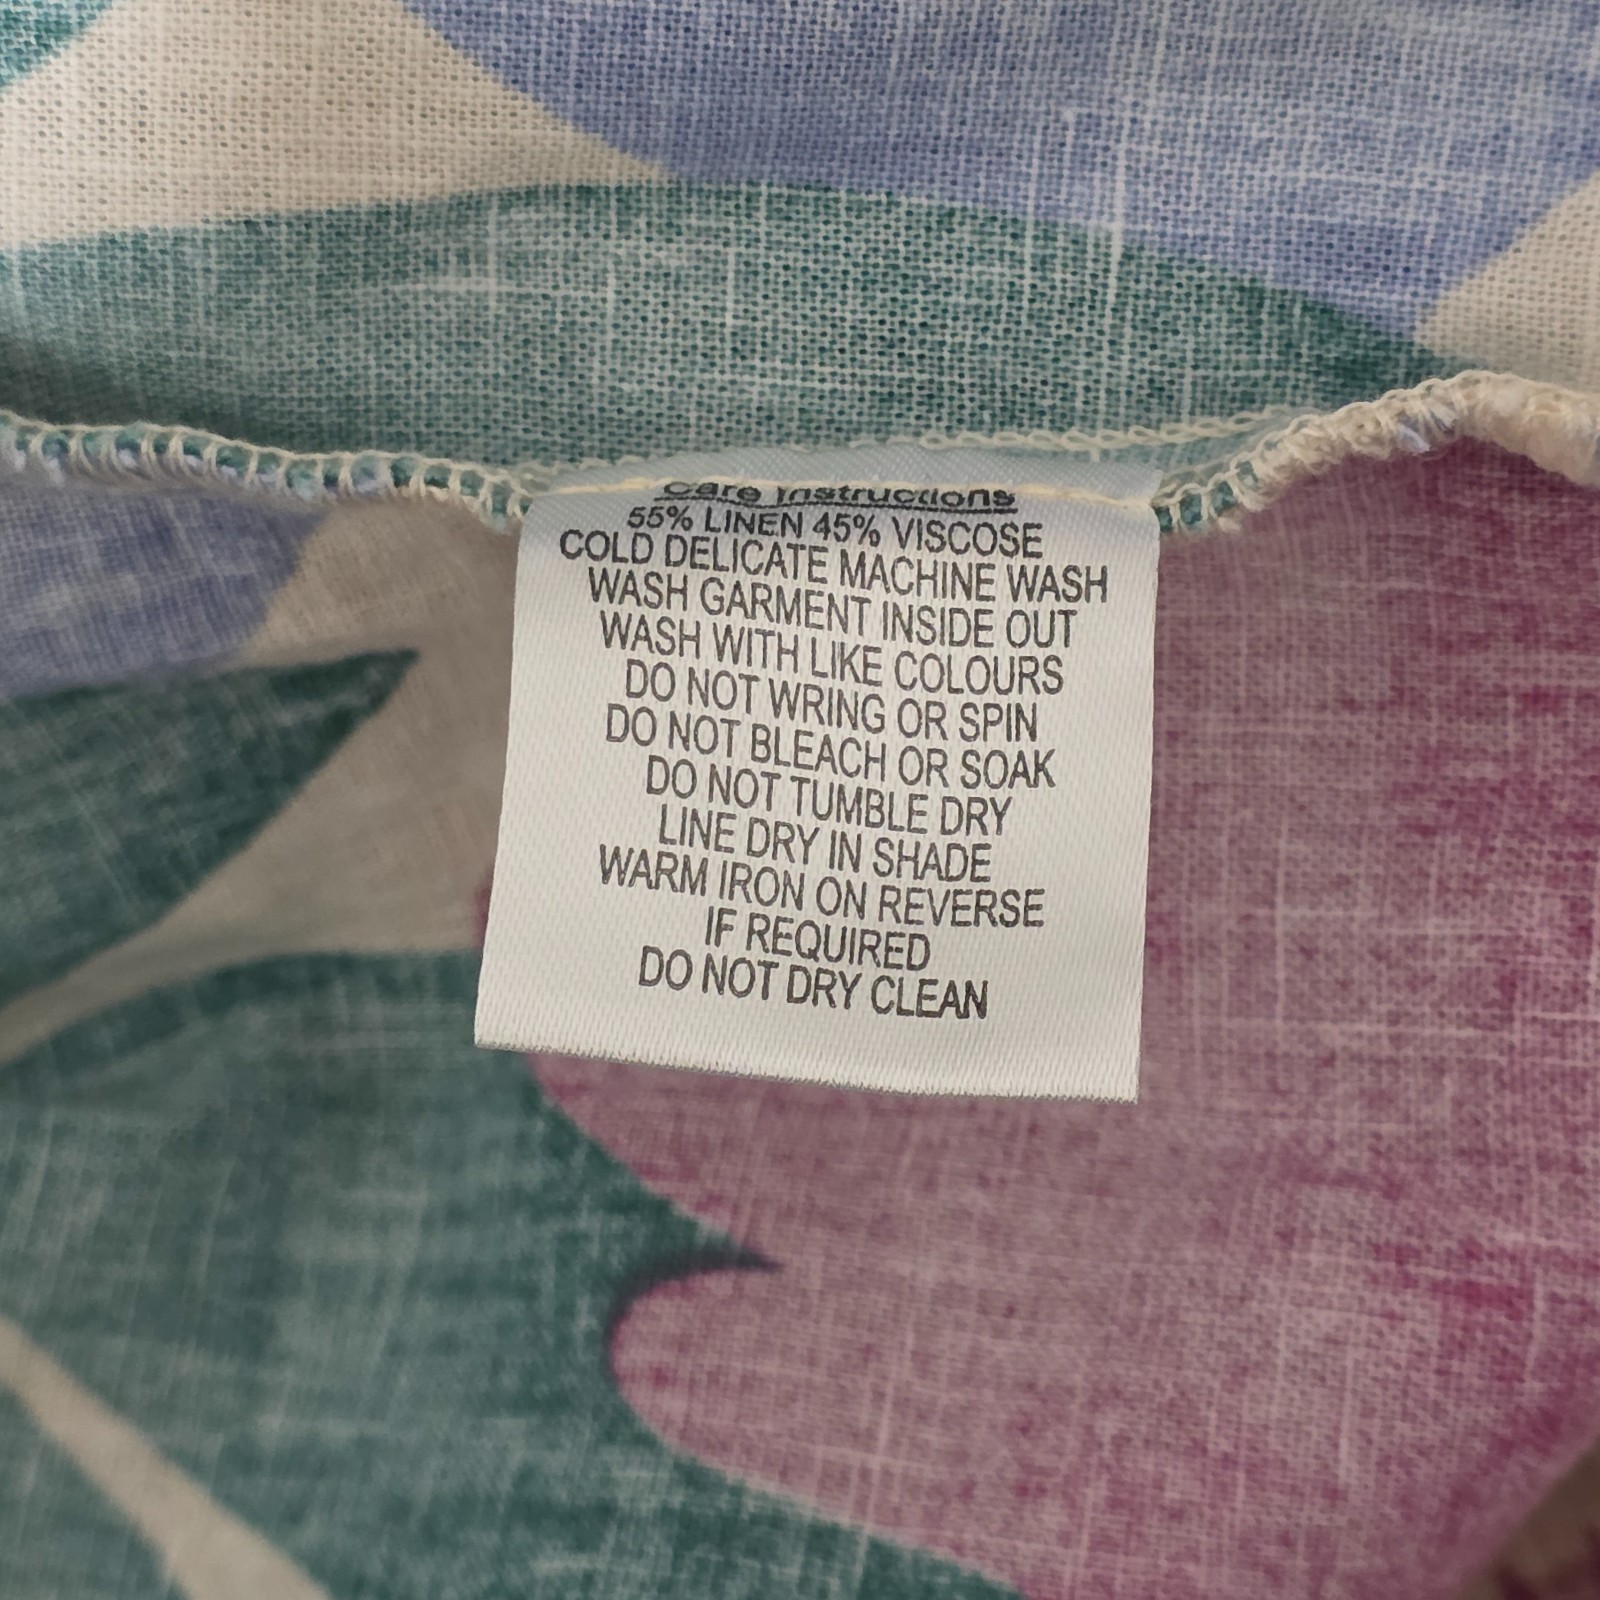 Care Instructions
55% LINEN 45% VISCOSE
COLD DELICATE MACHINE WASH
WASH GARMENT INSIDE OUT
WASH WITH LIKE COLOURS
DO NOT WRING OR SPIN
DO NOT BLEACH OR SOAK
DO NOT TUMBLE DRY
LINE DRY IN SHADE
WARM IRON ON REVERSE
IF REQUIRED
DO NOT DRY CLEAN